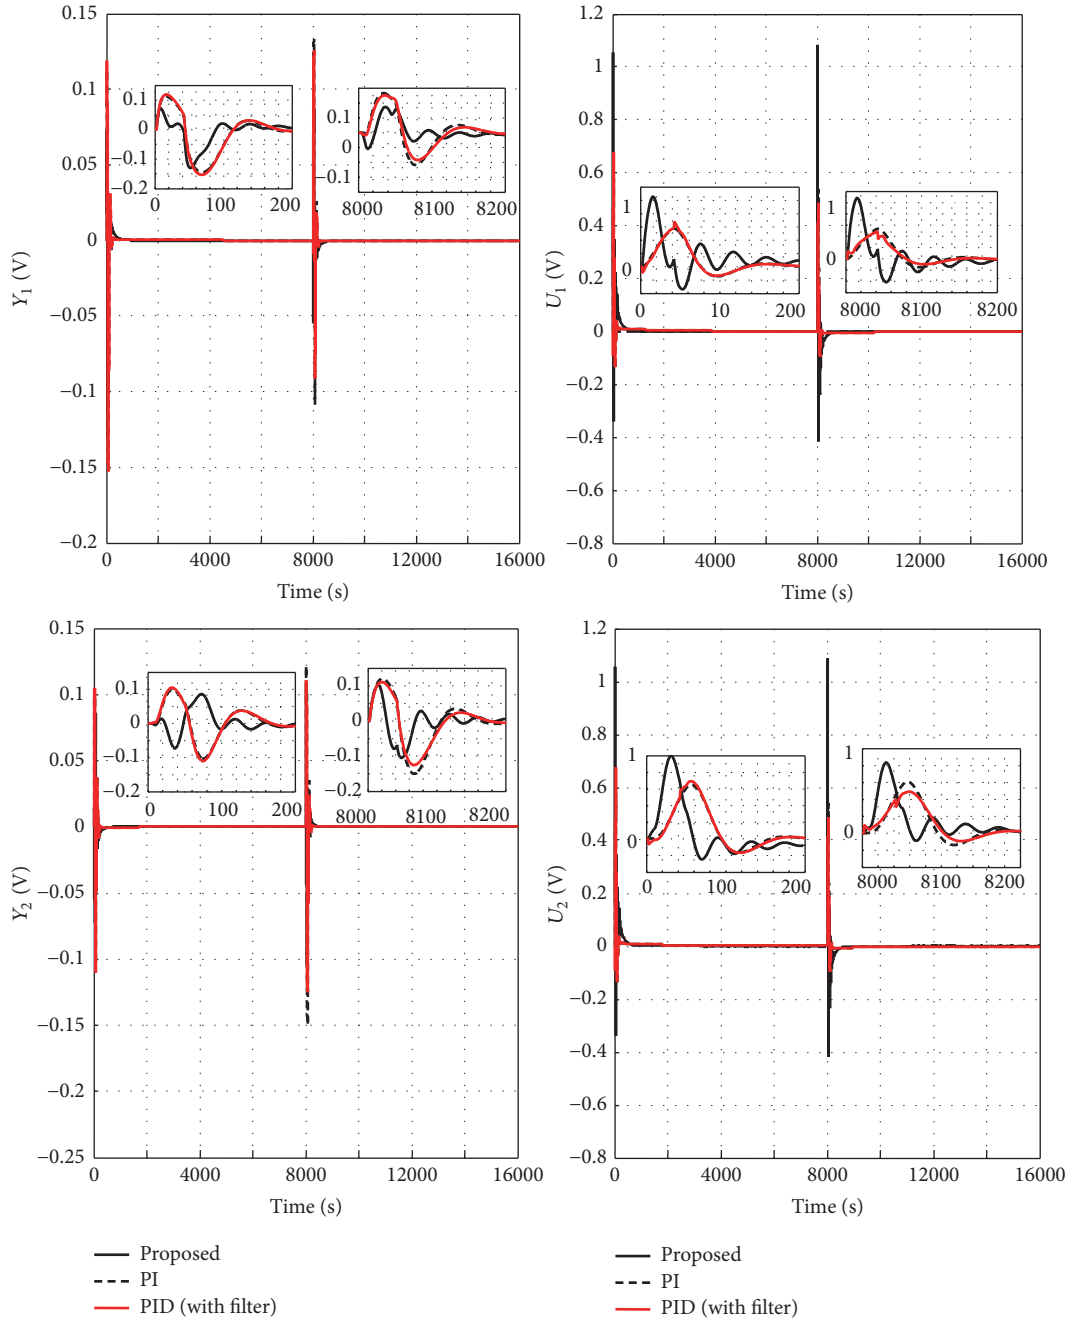 0.15
0.1
0.05
0
−0.05
−0.1
−0.15
−0.2
Y1 (V)
0 4000 8000 12000 16000
Time (s)
0.1
0
−0.1
−0.2
0 100 200
0.1
0
−0.1
8000 8100 8200
1.2
1
0.8
0.6
0.4
0.2
0
−0.2
−0.4
−0.6
−0.8
U1 (V)
0 4000 8000 12000 16000
Time (s)
1
0
0 10 200
1
0
8000 8100 8200
0.15
0.1
0.05
0
−0.05
−0.1
−0.15
−0.2
−0.25
Y2 (V)
0 4000 8000 12000 16000
Time (s)
0.1
0
−0.1
−0.2
0 100 200
0.1
0
−0.1
−0.2
8000 8100 8200
1.2
1
0.8
0.6
0.4
0.2
0
−0.2
−0.4
−0.6
−0.8
U2 (V)
0 4000 8000 12000 16000
Time (s)
1
0
0 100 200
1
0
8000 8100 8200
Proposed
PI
PID (with filter)
Proposed
PI
PID (with filter)